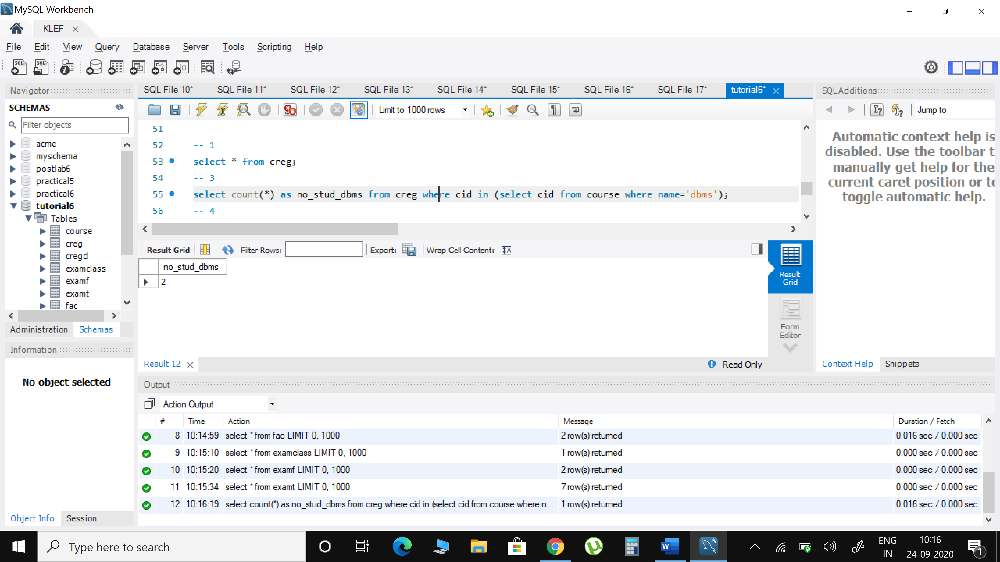 MySQL Workbench
KLEF
File Edit View Query Database Server Tools Scripting Help
Navigator
SCHEMAS
Filter objects
acme
myschema
postlab6
practical5
practical6
tutorial6
Tables
course
creg
cregd
examclass
examf
examt
fac
Administration Schemas
Information
No object selected
Object Info Session
SQL File 10* SQL File 11* SQL File 12* SQL File 13* SQL File 14* SQL File 15* SQL File 16* SQL File 17* tutorial6*
Limit to 1000 rows
51
52 -- 1
53 select * from creg;
54 -- 3
55 select count(*) as no_stud_dbms from creg where cid in (select cid from course where name='dbms');
56 -- 4
Result Grid Filter Rows: Export: Wrap Cell Content:
no_stud_dbms
2
Result
Grid
Form
Editor
Result 12 Read Only
SQLAdditions
Jump to
Automatic context help is
disabled. Use the toolbar t
manually get help for the
current caret position or to
toggle automatic help.
Context Help Snippets
Output
Action Output
# Time Action Message Duration / Fetch
8 10:14:59 select * from fac LIMIT 0, 1000 2 row(s) returned 0.016 sec / 0.000 sec
9 10:15:10 select * from examclass LIMIT 0, 1000 1 row(s) returned 0.000 sec / 0.000 sec
10 10:15:20 select * from examf LIMIT 0, 1000 2 row(s) returned 0.000 sec / 0.000 sec
11 10:15:34 select * from examt LIMIT 0, 1000 7 row(s) returned 0.000 sec / 0.000 sec
12 10:16:19 select count(*) as no_stud_dbms from creg where cid in (select cid from course where n... 1 row(s) returned 0.016 sec / 0.000 sec
Type here to search
ENG
IN
10:16
24-09-2020
1